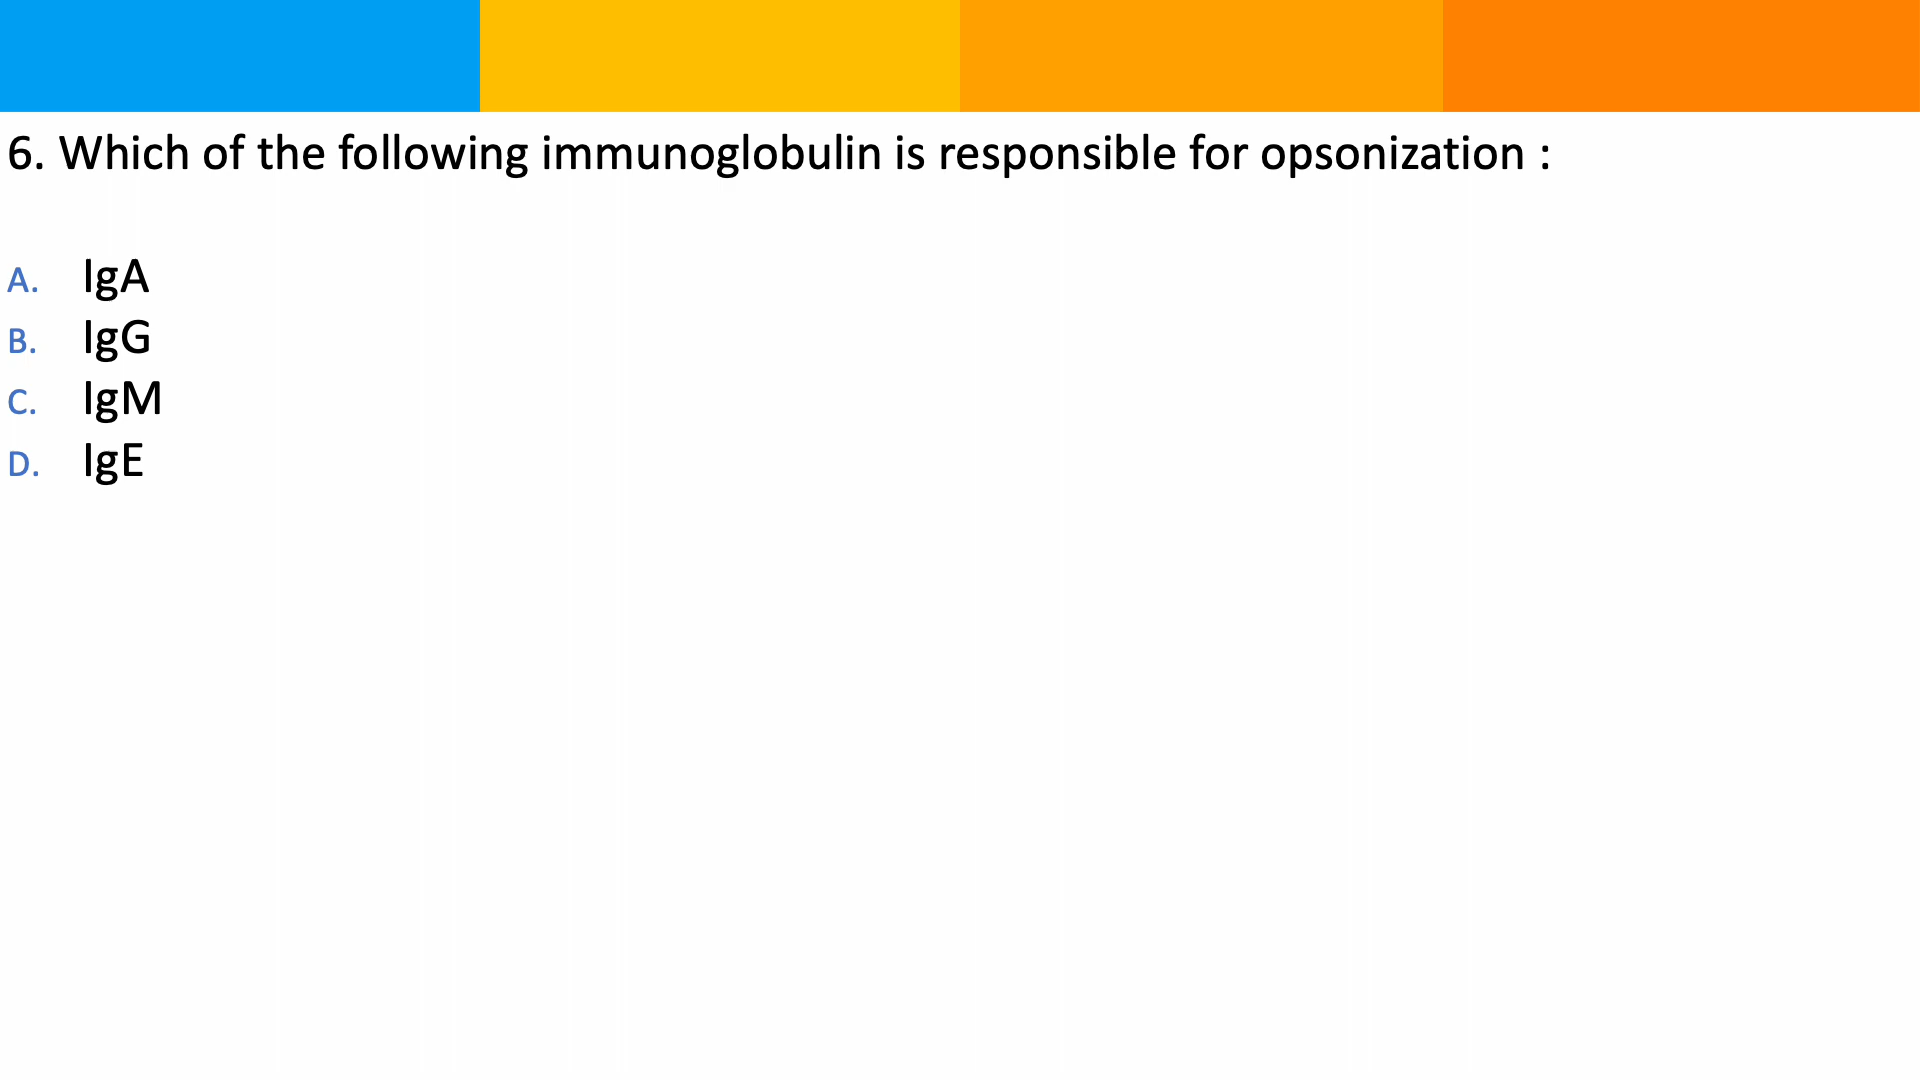 6. Which of the following immunoglobulin is responsible for opsonization :
A. IgA
B. IgG
C. IgM
D. IgE